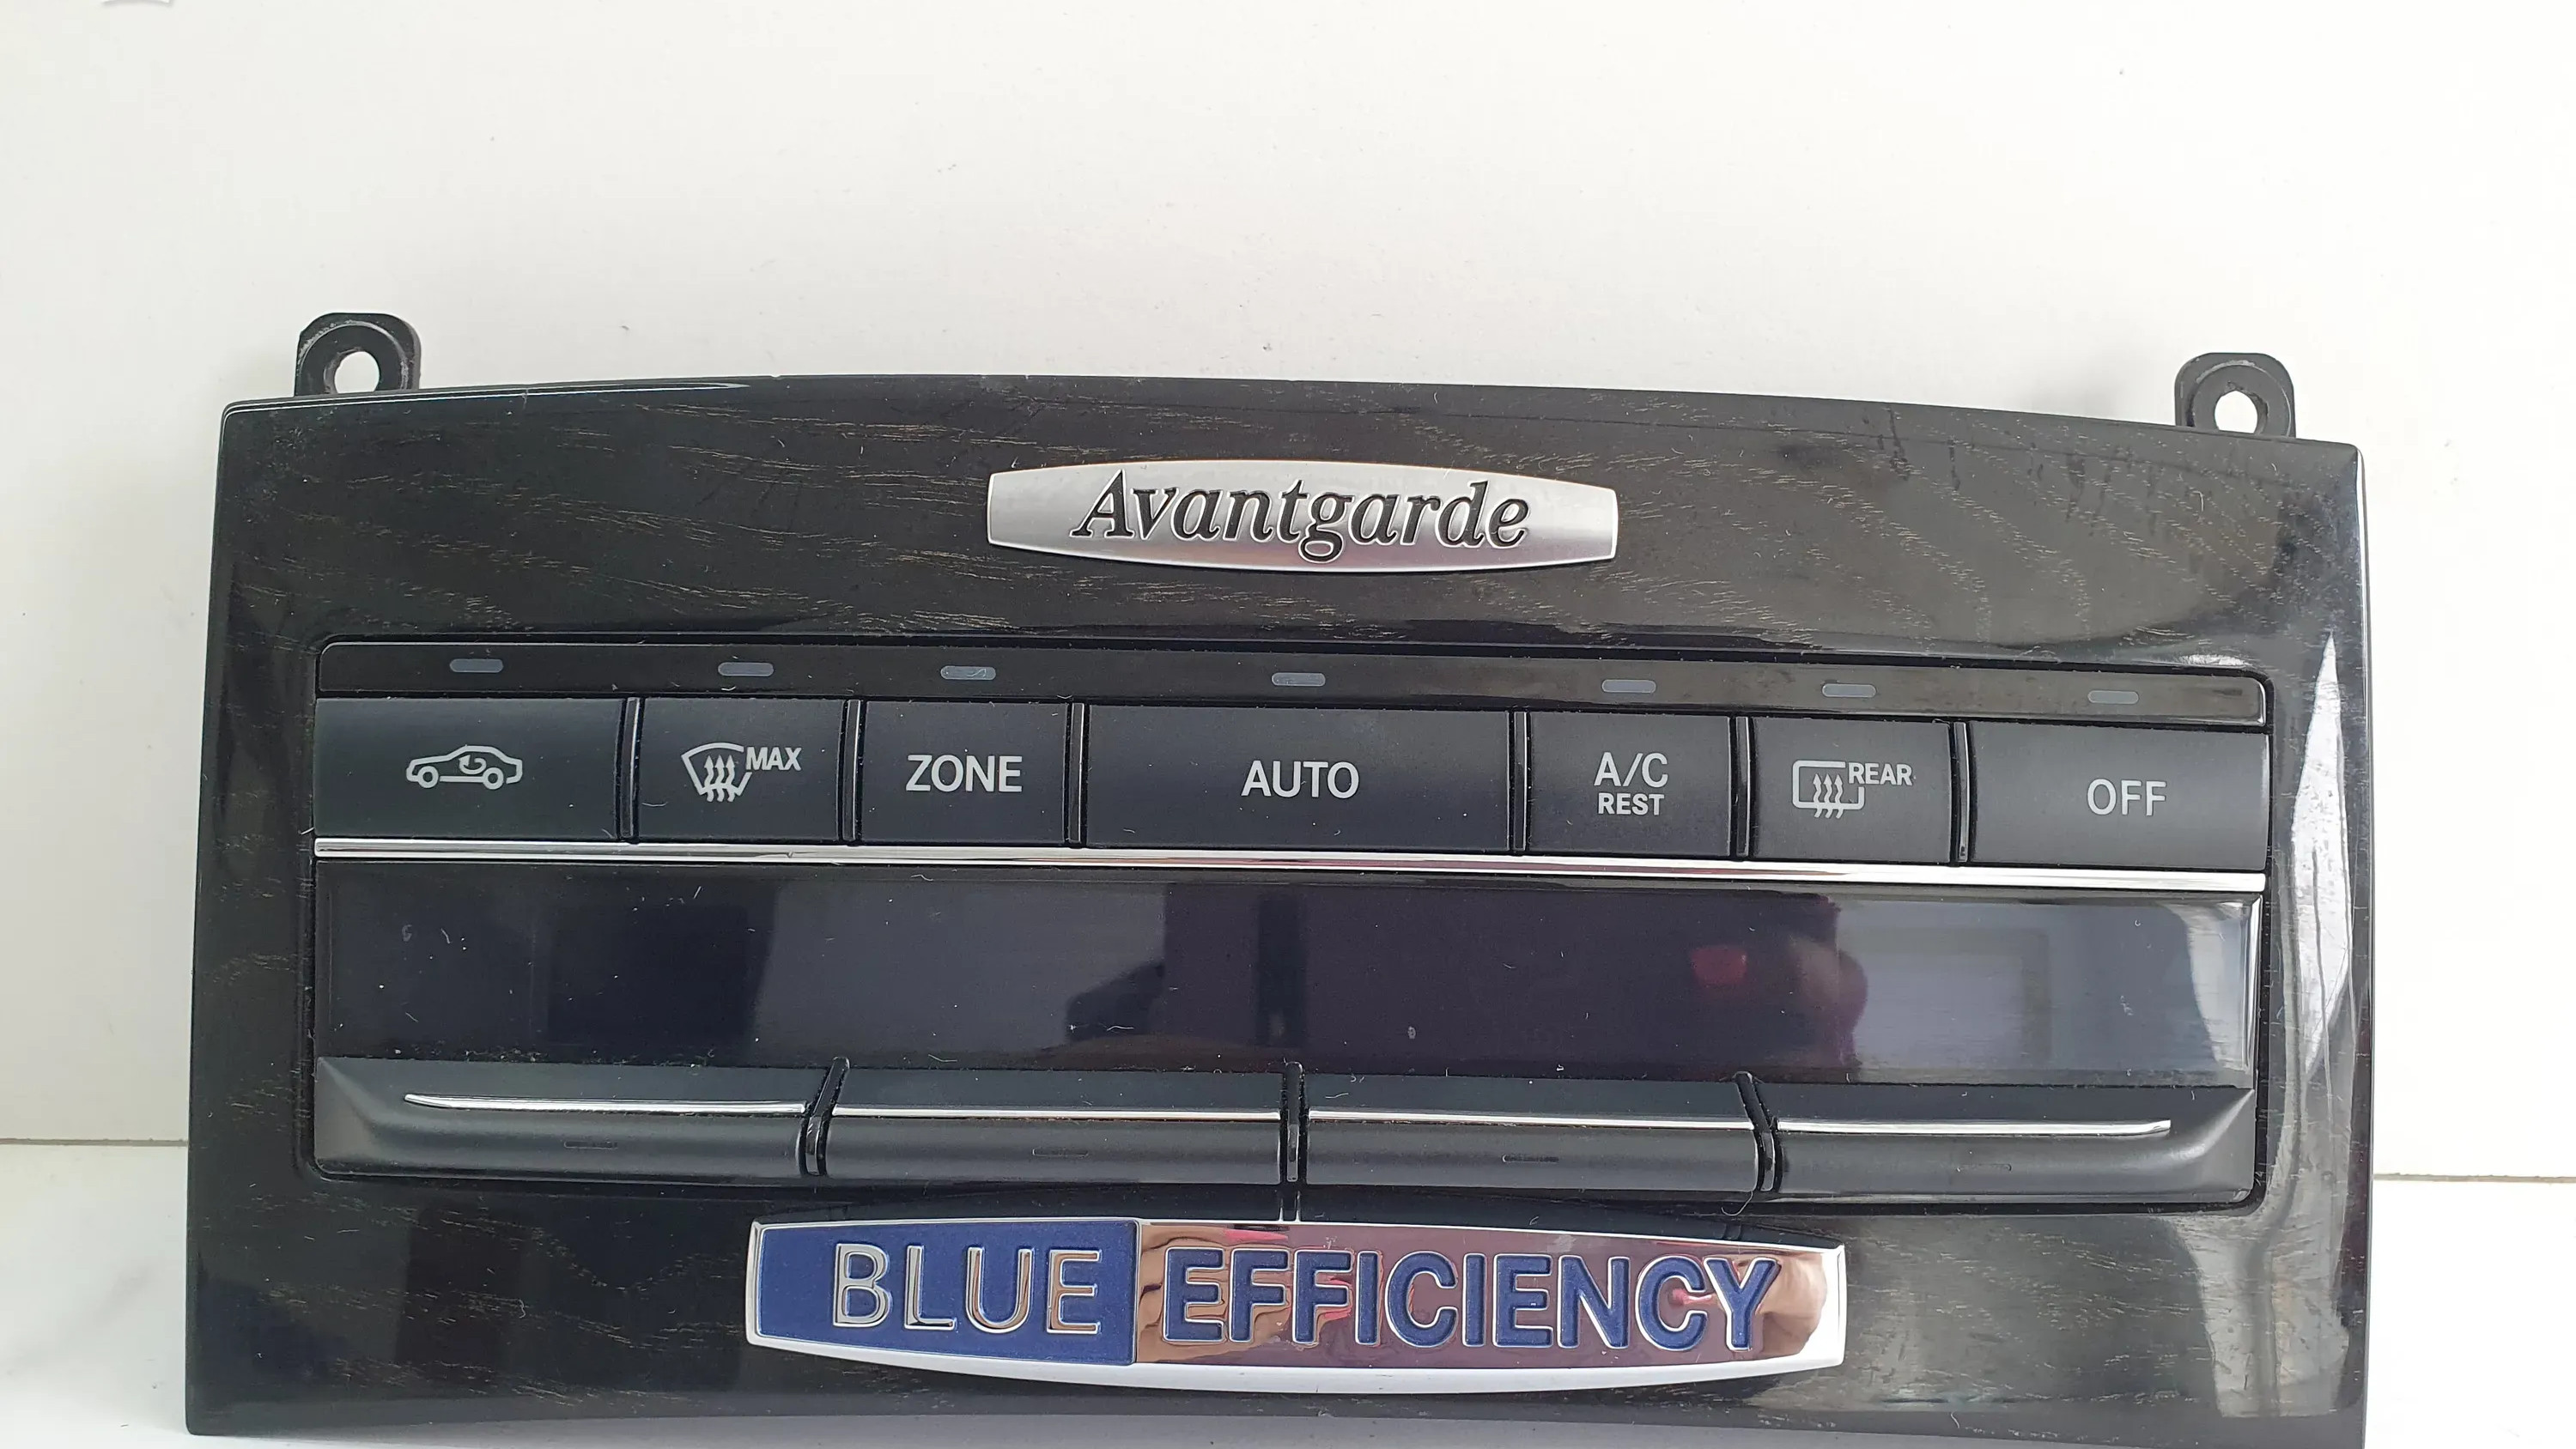 Avantgarde
MAX ZONE AUTO A/C REAR OFF
REST
BLUE EFFICIENCY